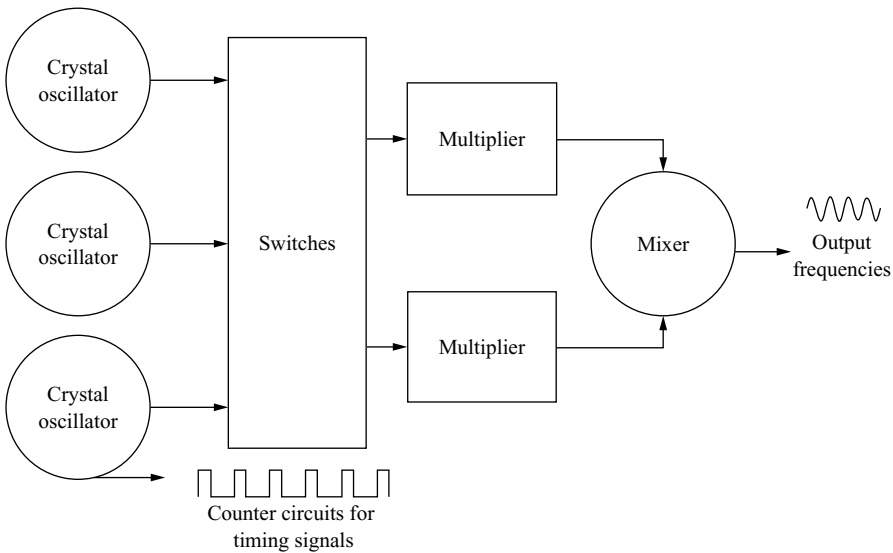 Crystal
oscillator
Crystal
oscillator
Crystal
oscillator
Switches
Multiplier
Multiplier
Mixer
Output
frequencies
Counter circuits for
timing signals